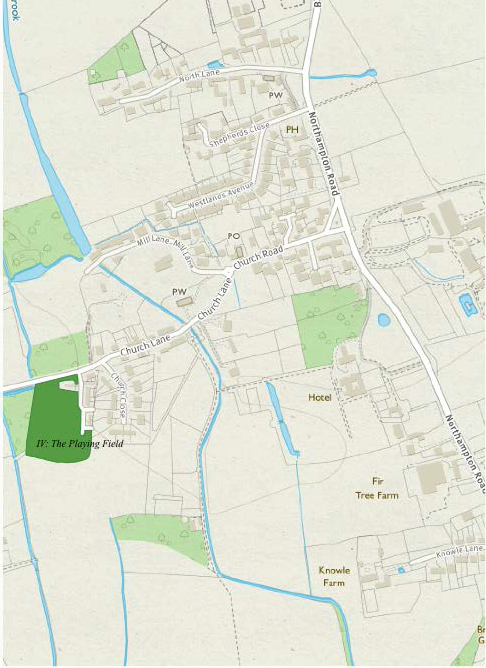 rook
B
North Lane
PW
Shepherds Close
PH
Northampton Road
Westlanes Avenue
Mill Lane Mill Lane
PO
Church Road
PW
Church Lane
Church Lane
Church Close
Hotel
IV: The Playing Field
Northampton Road
Fir
Tree Farm
Knowle Lane
Knowle
Farm
Br
G